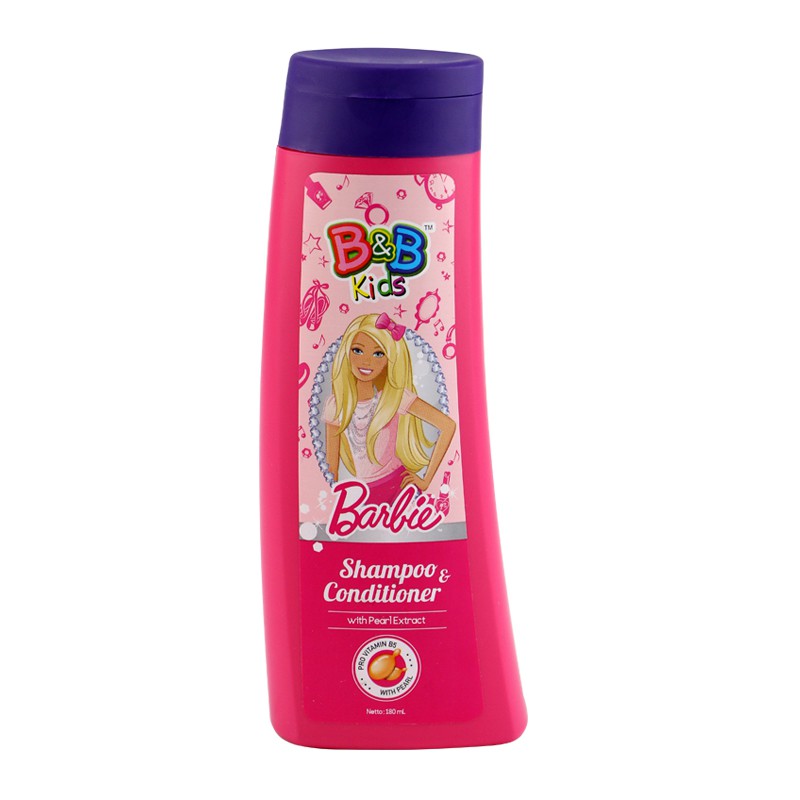 B&B™
Kids
Barbie
Shampoo &
Conditioner
with Pearl Extract
PRO VITAMIN B5
WITH PEARL
Netto : 180 mL